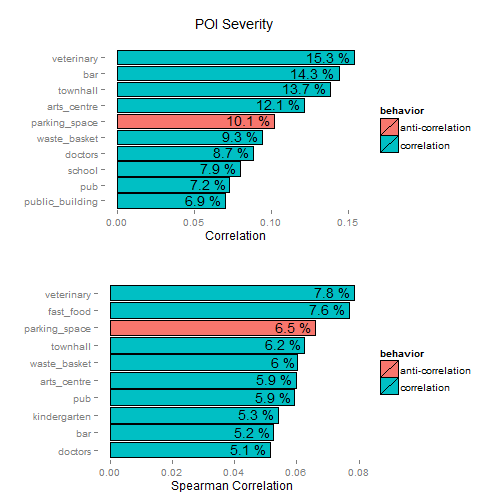 POI Severity
veterinary 15.3 %
bar 14.3 %
townhall 13.7 %
arts_centre 12.1 %
parking_space 10.1 %
waste_basket 9.3 %
doctors 8.7 %
school 7.9 %
pub 7.2 %
public_building 6.9 %
0.00 0.05 0.10 0.15
Correlation
behavior
anti-correlation
correlation
veterinary 7.8 %
fast_food 7.6 %
parking_space 6.5 %
townhall 6.2 %
waste_basket 6 %
arts_centre 5.9 %
pub 5.9 %
kindergarten 5.3 %
bar 5.2 %
doctors 5.1 %
0.00 0.02 0.04 0.06 0.08
Spearman Correlation
behavior
anti-correlation
correlation